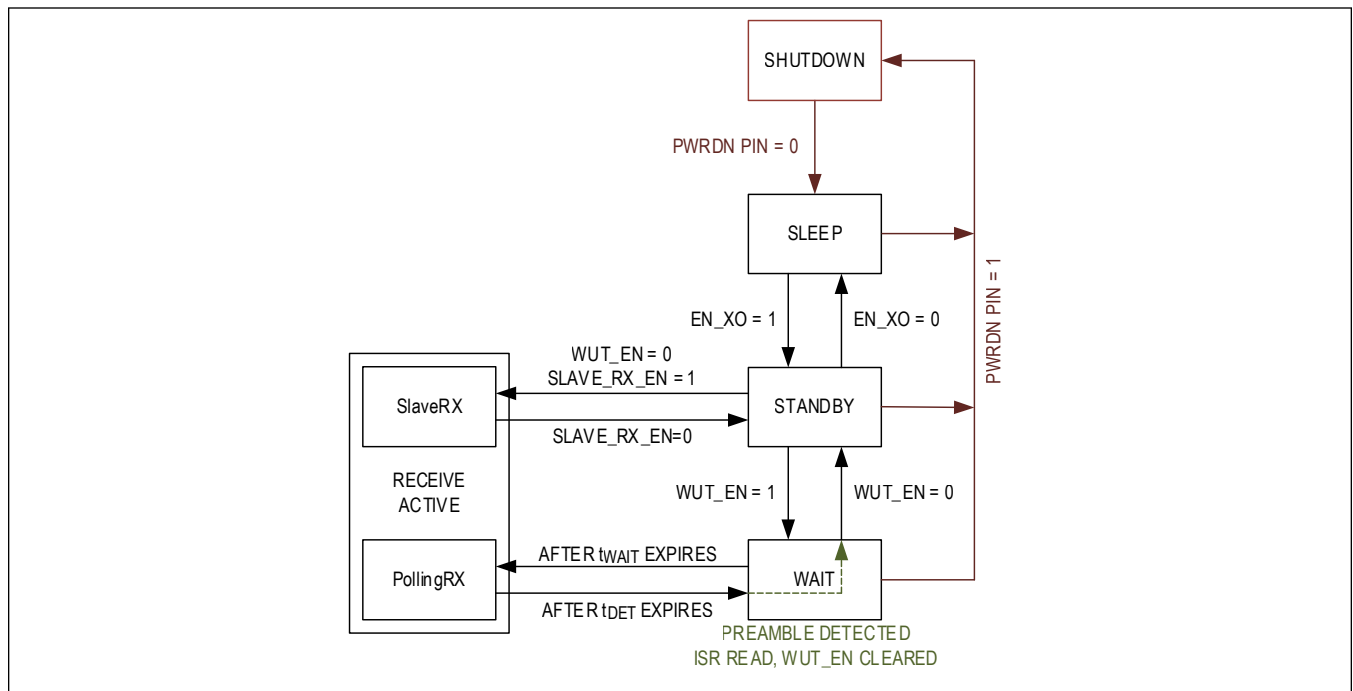 SHUTDOWN
PWRDN PIN = 0
SLEEP
PWRDN PIN = 1
EN_XO = 1
EN_XO = 0
WUT_EN = 0
SLAVE_RX_EN = 1
SlaveRX
STANDBY
SLAVE_RX_EN=0
RECEIVE
ACTIVE
WUT_EN = 1
WUT_EN = 0
AFTER tWAIT EXPIRES
PollingRX
WAIT
AFTER tDET EXPIRES
PREAMBLE DETECTED
ISR READ, WUT_EN CLEARED